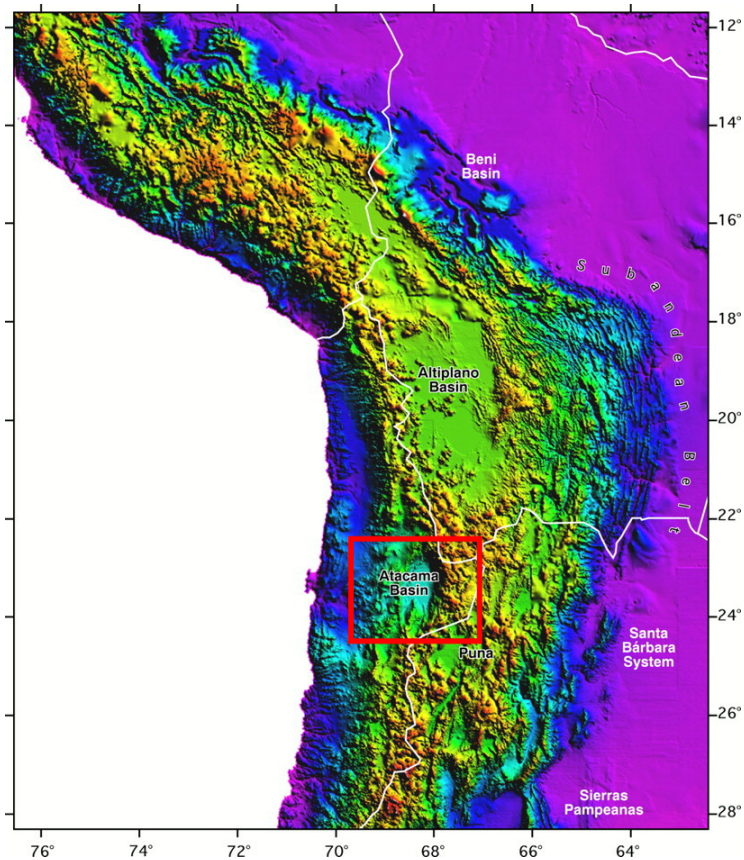 12°
14°
Beni
Basin
16°
Subandean Belt
18°
Altiplano
Basin
20°
22°
Atacama
Basin
24°
Santa
Bárbara
System
Puna
26°
Sierras
Pampeanas
28°
76°
74°
72°
70°
68°
66°
64°